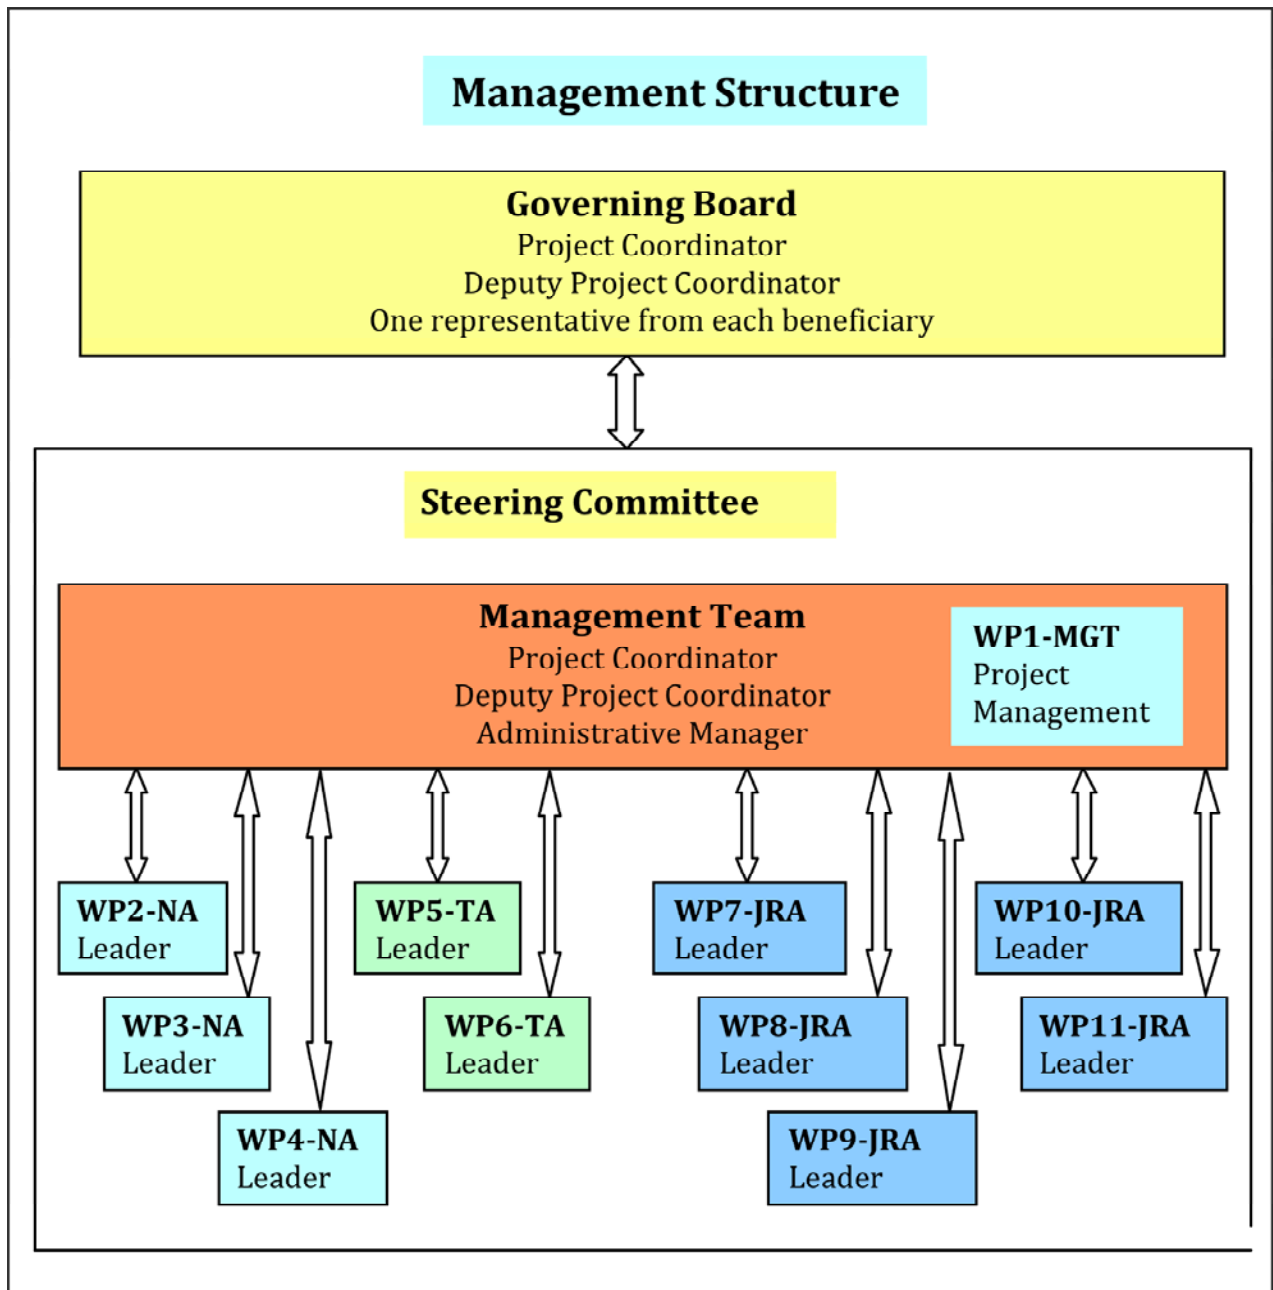 Management Structure
Governing Board
Project Coordinator
Deputy Project Coordinator
One representative from each beneficiary
Steering Committee
Management Team
Project Coordinator
Deputy Project Coordinator
Administrative Manager
WP1-MGT
Project
Management
WP2-NA
Leader
WP5-TA
Leader
WP7-JRA
Leader
WP10-JRA
Leader
WP3-NA
Leader
WP6-TA
Leader
WP8-JRA
Leader
WP11-JRA
Leader
WP4-NA
Leader
WP9-JRA
Leader